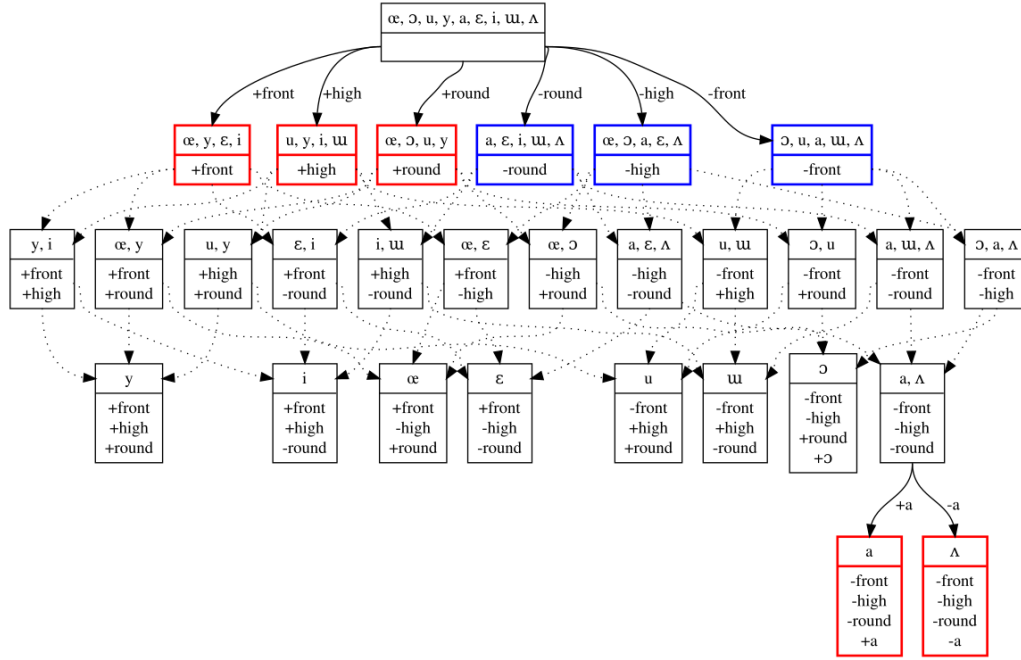 œ, ɔ, u, y, a, ɛ, i, ɯ, ʌ
+front
+high
+round
-round
-high
-front
œ, y, ɛ, i
+front
u, y, i, ɯ
+high
œ, ɔ, u, y
+round
a, ɛ, i, ɯ, ʌ
-round
œ, ɔ, a, ɛ, ʌ
-high
ɔ, u, a, ɯ, ʌ
-front
y, i
+front
+high
œ, y
+front
+round
u, y
+high
+round
ɛ, i
+front
-round
i, ɯ
+high
-round
œ, ɛ
+front
-high
œ, ɔ
-high
+round
a, ɛ, ʌ
-high
-round
u, ɯ
-front
+high
ɔ, u
-front
+round
a, ɯ, ʌ
-front
-round
ɔ, a, ʌ
-front
-high
y
+front
+high
+round
i
+front
+high
-round
œ
+front
-high
+round
ɛ
+front
-high
-round
u
-front
+high
+round
ɯ
-front
+high
-round
ɔ
-front
-high
+round
+ɔ
a, ʌ
-front
-high
-round
+a
-a
a
-front
-high
-round
+a
ʌ
-front
-high
-round
-a